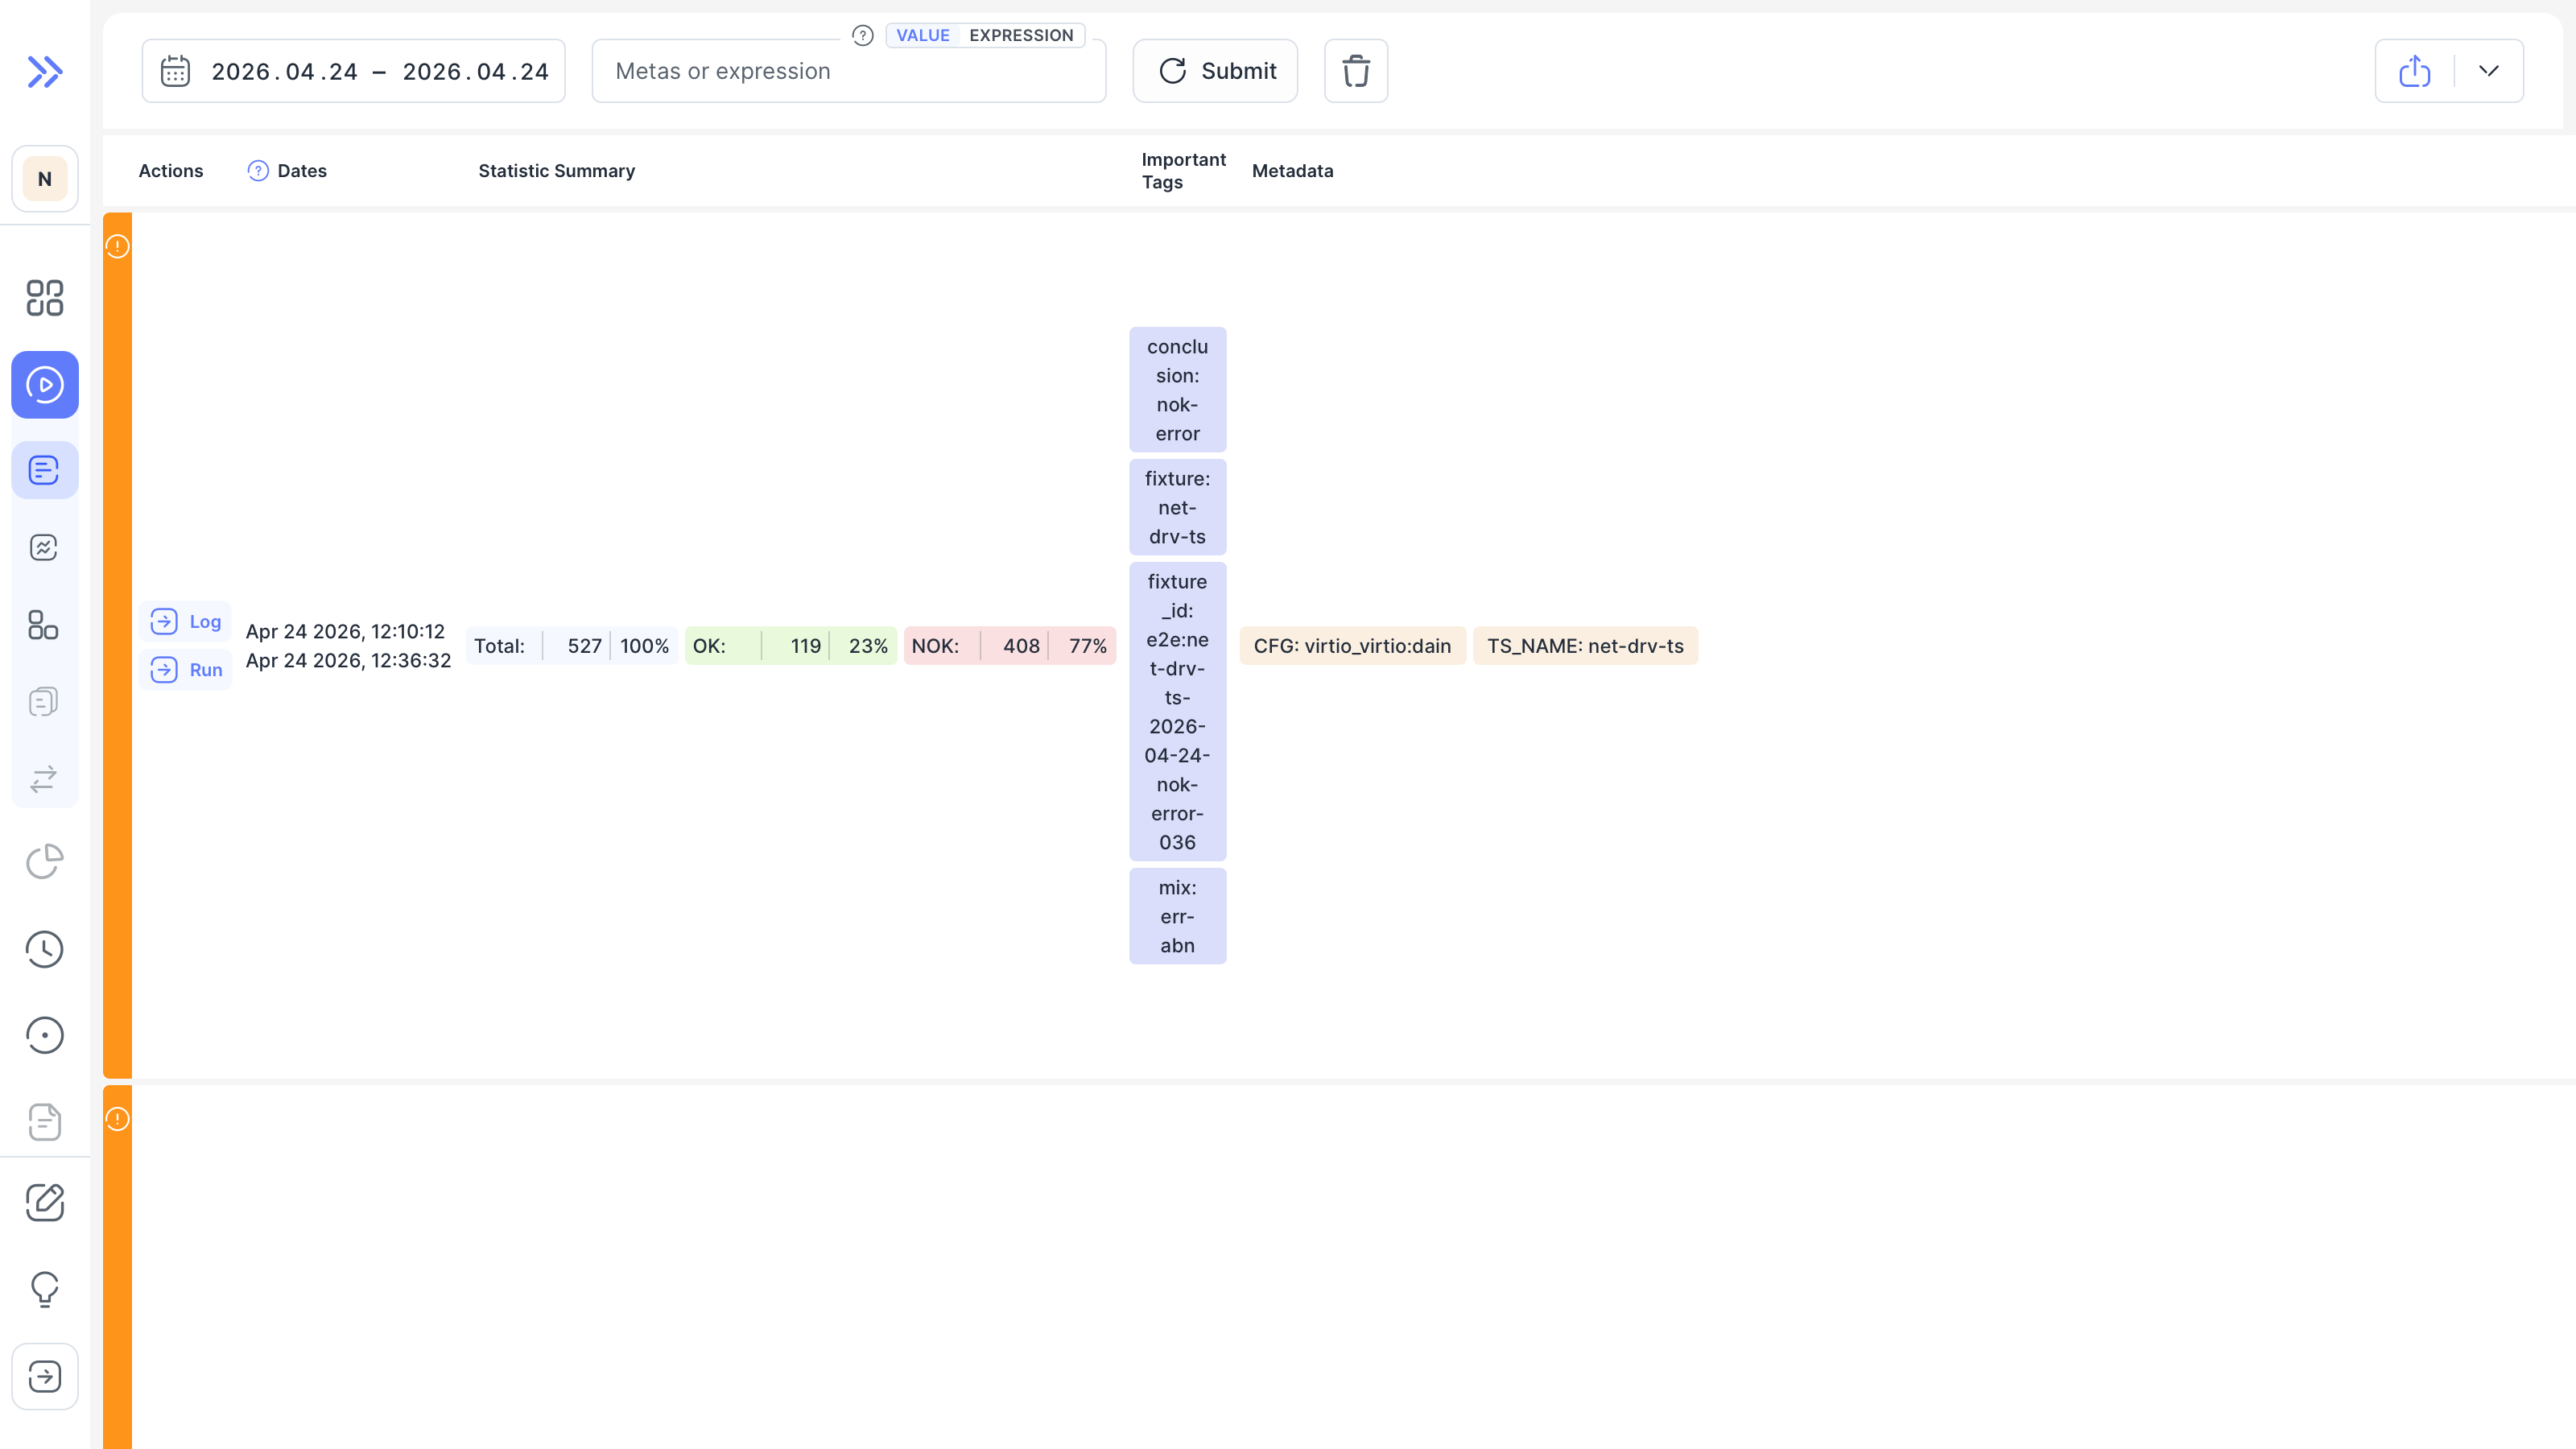 VALUE EXPRESSION
2026.04.24 – 2026.04.24
Metas or expression
Submit
N
Actions
Dates
Statistic Summary
Important
Tags
Metadata
conclu
sion:
nok-
error
fixture:
net-
drv-ts
fixture
_id:
e2e:ne
t-drv-
ts-
2026-
04-24-
nok-
error-
036
mix:
err-
abn
Log
Run
Apr 24 2026, 12:10:12
Apr 24 2026, 12:36:32
Total: 527 100%
OK: 119 23%
NOK: 408 77%
CFG: virtio_virtio:dain
TS_NAME: net-drv-ts